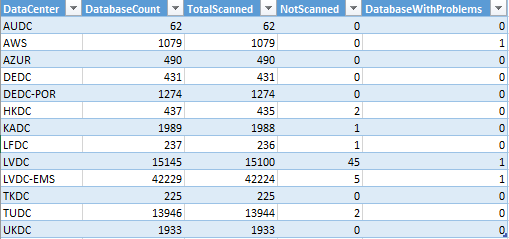 DataCenter DatabaseCount TotalScanned NotScanned DatabaseWithProblems
AUDC 62 62 0 0
AWS 1079 1079 0 1
AZUR 490 490 0 0
DEDC 431 431 0 0
DEDC-POR 1274 1274 0 0
HKDC 437 435 2 0
KADC 1989 1988 1 0
LFDC 237 236 1 0
LVDC 15145 15100 45 1
LVDC-EMS 42229 42224 5 1
TKDC 225 225 0 0
TUDC 13946 13944 2 0
UKDC 1933 1933 0 0